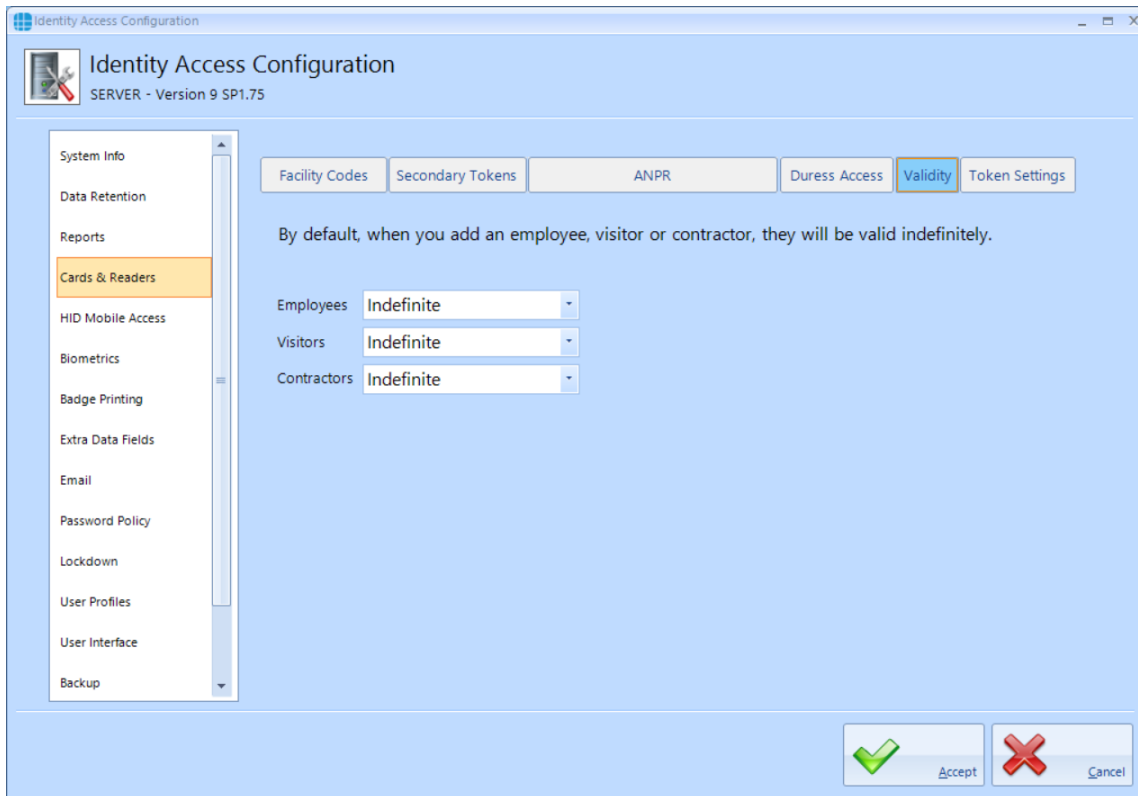 Identity Access Configuration
Identity Access Configuration
SERVER - Version 9 SP1.75
System Info
Data Retention
Reports
Cards & Readers
HID Mobile Access
Biometrics
Badge Printing
Extra Data Fields
Email
Password Policy
Lockdown
User Profiles
User Interface
Backup
Facility Codes Secondary Tokens ANPR Duress Access Validity Token Settings
By default, when you add an employee, visitor or contractor, they will be valid indefinitely.
Employees Indefinite
Visitors Indefinite
Contractors Indefinite
Accept Cancel